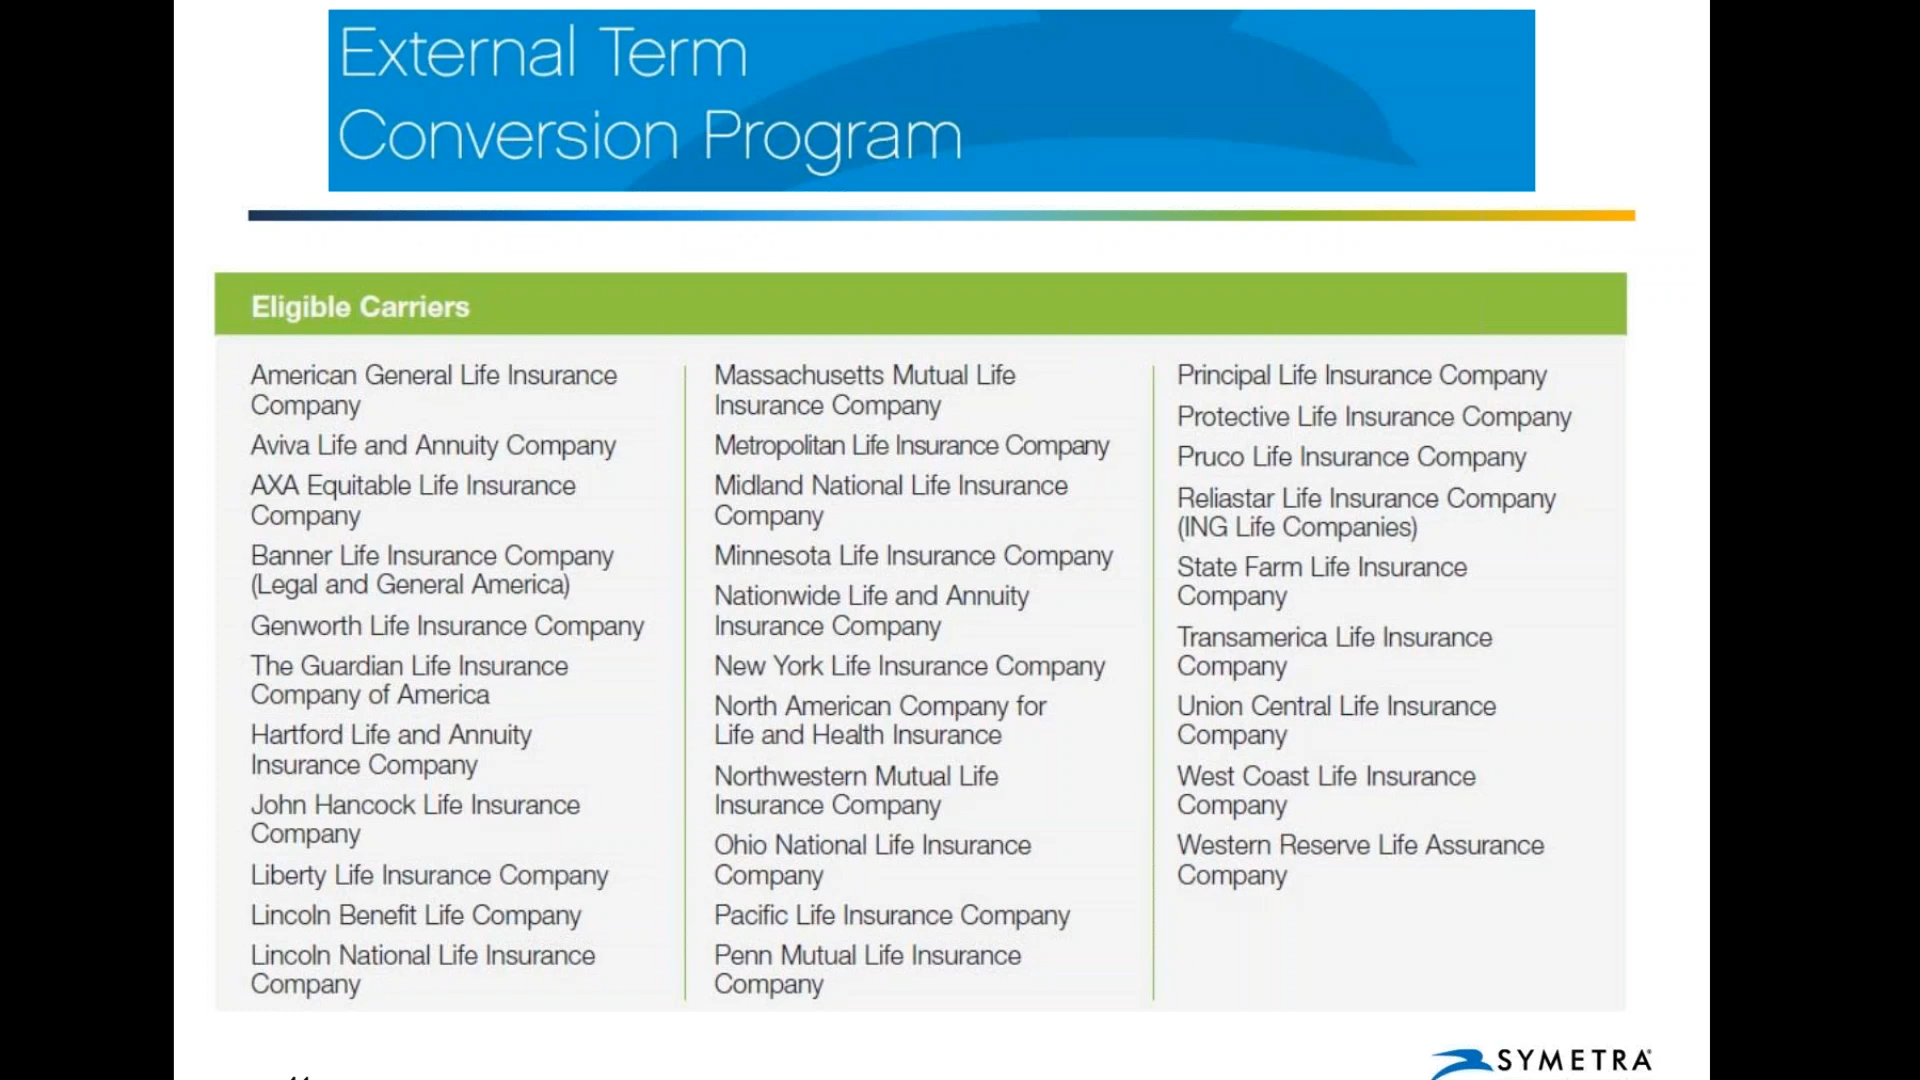 External Term
Conversion Program
Eligible Carriers
American General Life Insurance
Company
Aviva Life and Annuity Company
AXA Equitable Life Insurance
Company
Banner Life Insurance Company
(Legal and General America)
Genworth Life Insurance Company
The Guardian Life Insurance
Company of America
Hartford Life and Annuity
Insurance Company
John Hancock Life Insurance
Company
Liberty Life Insurance Company
Lincoln Benefit Life Company
Lincoln National Life Insurance
Company
Massachusetts Mutual Life
Insurance Company
Metropolitan Life Insurance Company
Midland National Life Insurance
Company
Minnesota Life Insurance Company
Nationwide Life and Annuity
Insurance Company
New York Life Insurance Company
North American Company for
Life and Health Insurance
Northwestern Mutual Life
Insurance Company
Ohio National Life Insurance
Company
Pacific Life Insurance Company
Penn Mutual Life Insurance
Company
Principal Life Insurance Company
Protective Life Insurance Company
Pruco Life Insurance Company
Reliastar Life Insurance Company
(ING Life Companies)
State Farm Life Insurance
Company
Transamerica Life Insurance
Company
Union Central Life Insurance
Company
West Coast Life Insurance
Company
Western Reserve Life Assurance
Company
SYMETRA®